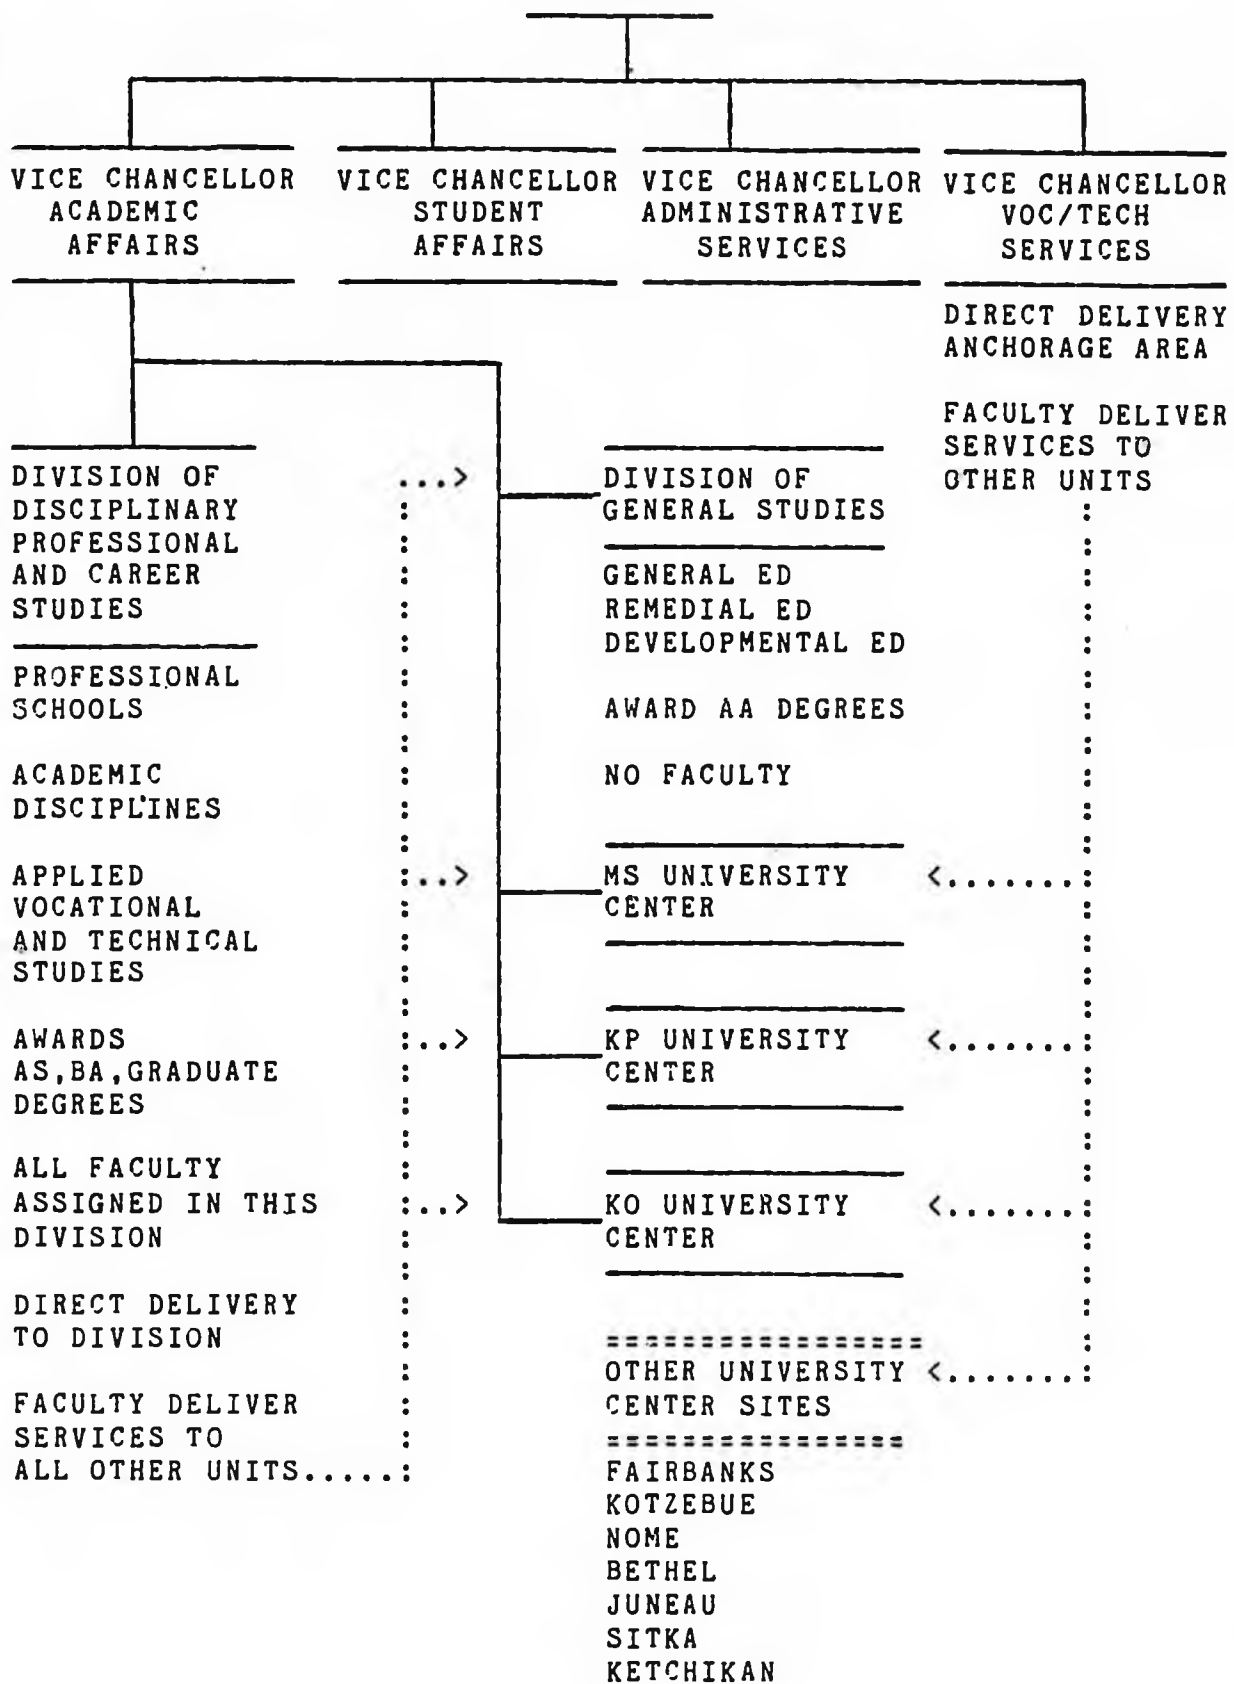 VICE CHANCELLOR
ACADEMIC
AFFAIRS
VICE CHANCELLOR
STUDENT
AFFAIRS
VICE CHANCELLOR
ADMINISTRATIVE
SERVICES
VICE CHANCELLOR
VOC/TECH
SERVICES
DIRECT DELIVERY
ANCHORAGE AREA
FACULTY DELIVER
SERVICES TO
OTHER UNITS
DIVISION OF
DISCIPLINARY
PROFESSIONAL
AND CAREER
STUDIES
PROFESSIONAL
SCHOOLS
ACADEMIC
DISCIPLINES
APPLIED
VOCATIONAL
AND TECHNICAL
STUDIES
AWARDS
AS,BA,GRADUATE
DEGREES
ALL FACULTY
ASSIGNED IN THIS
DIVISION
DIRECT DELIVERY
TO DIVISION
FACULTY DELIVER
SERVICES TO
ALL OTHER UNITS.....:
DIVISION OF
GENERAL STUDIES
GENERAL ED
REMEDIAL ED
DEVELOPMENTAL ED
AWARD AA DEGREES
NO FACULTY
MS UNIVERSITY
CENTER
KP UNIVERSITY
CENTER
KO UNIVERSITY
CENTER
OTHER UNIVERSITY
CENTER SITES
FAIRBANKS
KOTZEBUE
NOME
BETHEL
JUNEAU
SITKA
KETCHIKAN